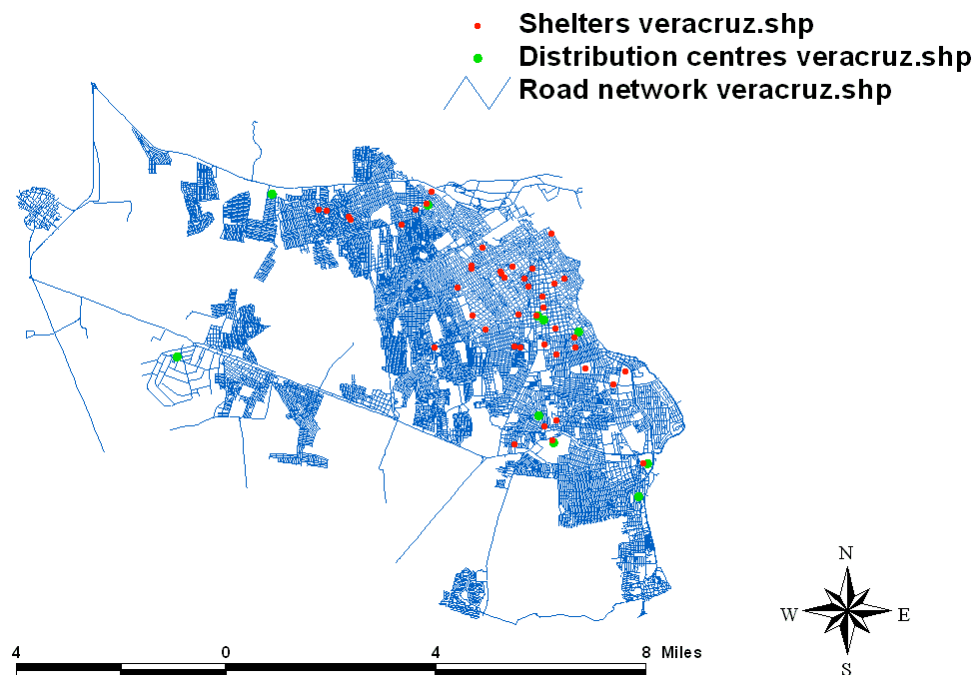 Shelters veracruz.shp
Distribution centres veracruz.shp
Road network veracruz.shp
N
W E
S
4 0 4 8 Miles